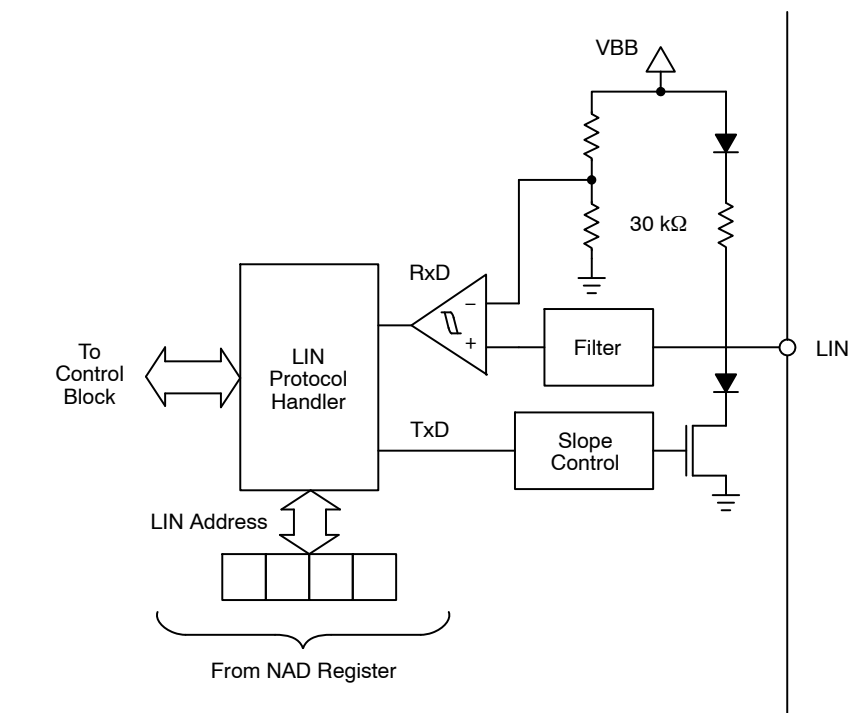 VBB
30 kΩ
RxD
−
+
To
Control
Block
LIN
Protocol
Handler
Filter
LIN
TxD
Slope
Control
LIN Address
From NAD Register